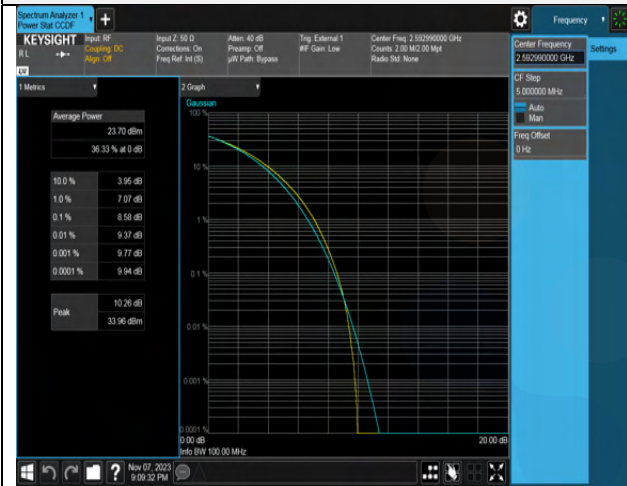 Spectrum Analyzer 1
Power Stat CCDF
KEYSIGHT
R L
Input: RF
Coupling: DC
Align: Off
Input Z: 50 Ω
Corrections: On
Freq Ref: Int (S)
Atten: 40 dB
Preamp: Off
µW Path: Bypass
Trig: External 1
#IF Gain: Low
Center Freq: 2.592990000 GHz
Counts: 2.00 M/2.00 Mpt
Radio Std: None
1 Metrics
Average Power
23.70 dBm
36.33 % at 0 dB
10.0 % 3.95 dB
1.0 % 7.07 dB
0.1 % 8.58 dB
0.01 % 9.37 dB
0.001 % 9.77 dB
0.0001 % 9.94 dB
Peak
10.26 dB
33.96 dBm
2 Graph
Gaussian
100 %
10 %
1 %
0.1 %
0.01 %
0.001 %
0.0001 %
0.00 dB
20.00 dB
Info BW 100.00 MHz
Frequency
Settings
Center Frequency
2.592990000 GHz
CF Step
5.000000 MHz
Auto
Man
Freq Offset
0 Hz
?
Nov 07, 2023
9:09:32 PM